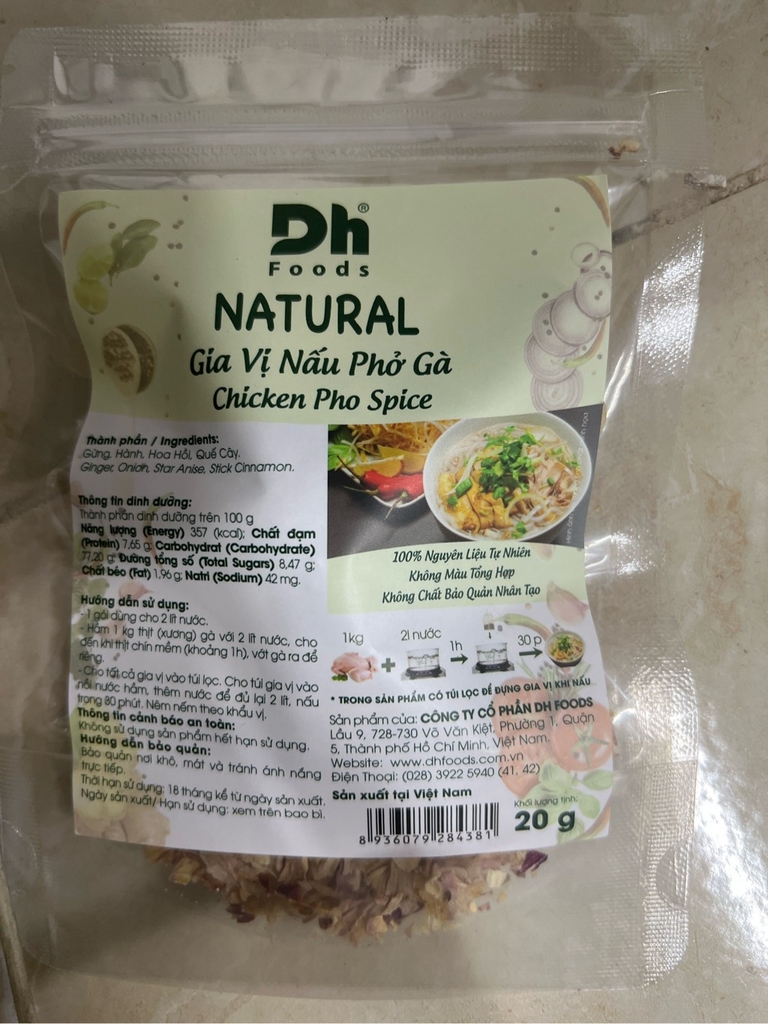 Dh®
Foods
NATURAL
Gia Vị Nấu Phở Gà
Chicken Pho Spice
Thành phần / Ingredients:
Gừng, Hành, Hoa Hồi, Quế Cây.
Ginger, Onion, Star Anise, Stick Cinnamon.
Thông tin dinh dưỡng:
Thành phần dinh dưỡng trên 100 g
Năng lượng (Energy) 357 (kcal); Chất đạm
(Protein) 7,65 g; Carbohydrat (Carbohydrate)
77,20 g; Đường tổng số (Total Sugars) 8,47 g;
Chất béo (Fat) 1,96 g; Natri (Sodium) 42 mg.
Hướng dẫn sử dụng:
- 1 gói dùng cho 2 lít nước.
- Hầm 1 kg thịt (xương) gà với 2 lít nước, cho
đến khi thịt chín mềm (khoảng 1h), vớt gà ra để
riêng.
- Cho tất cả gia vị vào túi lọc. Cho túi gia vị vào
nồi nước hầm, thêm nước để đủ lại 2 lít, nấu
trong 30 phút. Nêm nếm theo khẩu vị.
Thông tin cảnh báo an toàn:
Không sử dụng sản phẩm hết hạn sử dụng.
Hướng dẫn bảo quản:
Bảo quản nơi khô, mát và tránh ánh nắng
trực tiếp.
Thời hạn sử dụng: 18 tháng kể từ ngày sản xuất.
Ngày sản xuất/ Hạn sử dụng: xem trên bao bì.
100% Nguyên Liệu Tự Nhiên
Không Màu Tổng Hợp
Không Chất Bảo Quản Nhân Tạo
1kg
2l nước
1h
30 p
* TRONG SẢN PHẨM CÓ TÚI LỌC ĐỂ ĐỰNG GIA VỊ KHI NẤU
Sản phẩm của: CÔNG TY CỔ PHẦN DH FOODS
Lầu 9, 728-730 Võ Văn Kiệt, Phường 1, Quận
5, Thành phố Hồ Chí Minh, Việt Nam.
Website: www.dhfoods.com.vn
Điện Thoại: (028) 3922 5940 (41, 42)
Sản xuất tại Việt Nam
Khối lượng tịnh:
20 g
8 936079 284381